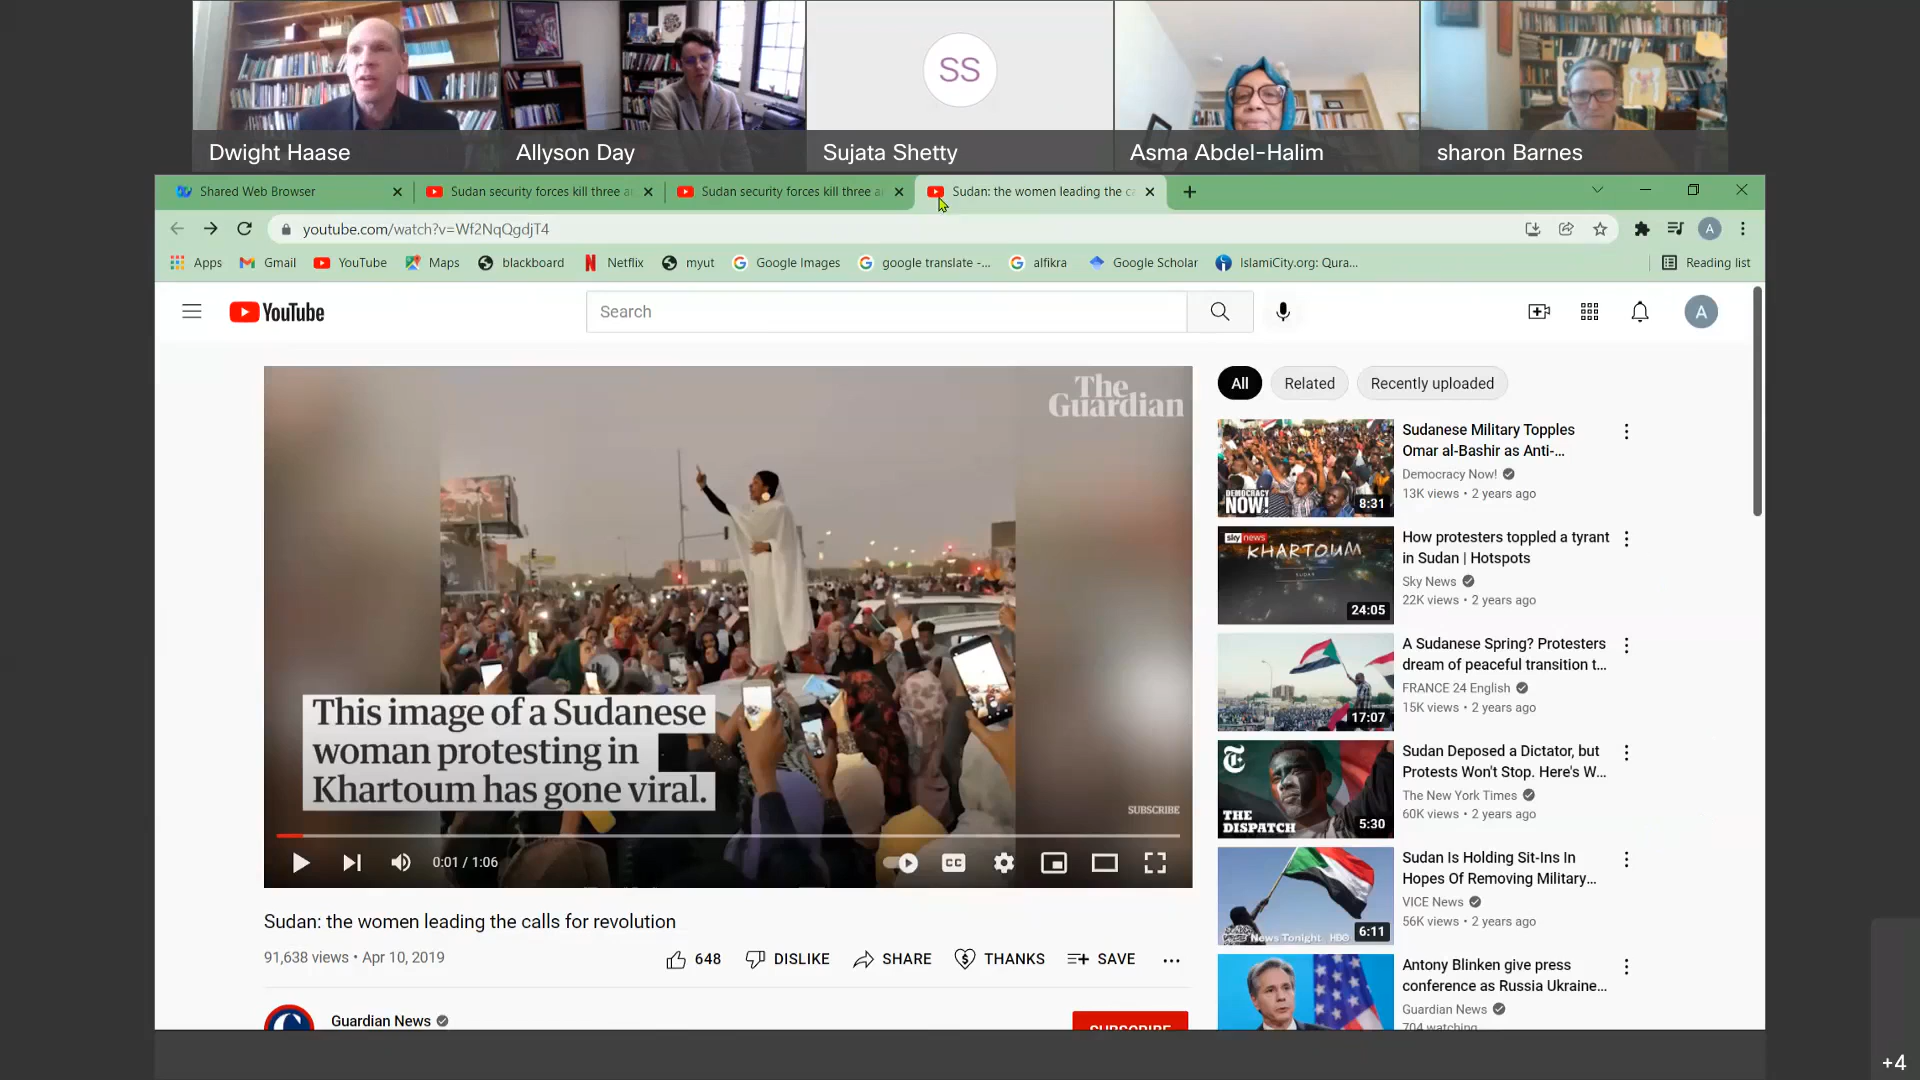 SS
Dwight Haase
Allyson Day
Sujata Shetty
Asma Abdel-Halim
sharon Barnes
Shared Web Browser
Sudan security forces kill three a
Sudan security forces kill three a
Sudan: the women leading the c
youtube.com/watch?v=Wf2NqQgdjT4
A
Apps
Gmail
YouTube
Maps
blackboard
Netflix
myut
Google Images
google translate -...
alfikra
Google Scholar
IslamiCity.org: Qura...
Reading list
YouTube
Search
A
The
Guardian
This image of a Sudanese
woman protesting in
Khartoum has gone viral.
SUBSCRIBE
0:01 / 1:06
CC
Sudan: the women leading the calls for revolution
91,638 views • Apr 10, 2019
648
DISLIKE
SHARE
THANKS
SAVE
Guardian News
SUBSCRIBE
All
Related
Recently uploaded
DEMOCRACY
NOW!
8:31
Sudanese Military Topples
Omar al-Bashir as Anti-...
Democracy Now!
13K views • 2 years ago
sky news
KHARTOUM
SUDAN
24:05
How protesters toppled a tyrant
in Sudan | Hotspots
Sky News
22K views • 2 years ago
17:07
A Sudanese Spring? Protesters
dream of peaceful transition t...
FRANCE 24 English
15K views • 2 years ago
T
THE
DISPATCH
5:30
Sudan Deposed a Dictator, but
Protests Won't Stop. Here's W...
The New York Times
60K views • 2 years ago
News Tonight HBO
6:11
Sudan Is Holding Sit-Ins In
Hopes Of Removing Military...
VICE News
56K views • 2 years ago
Antony Blinken give press
conference as Russia Ukraine...
Guardian News
704 watching
+4